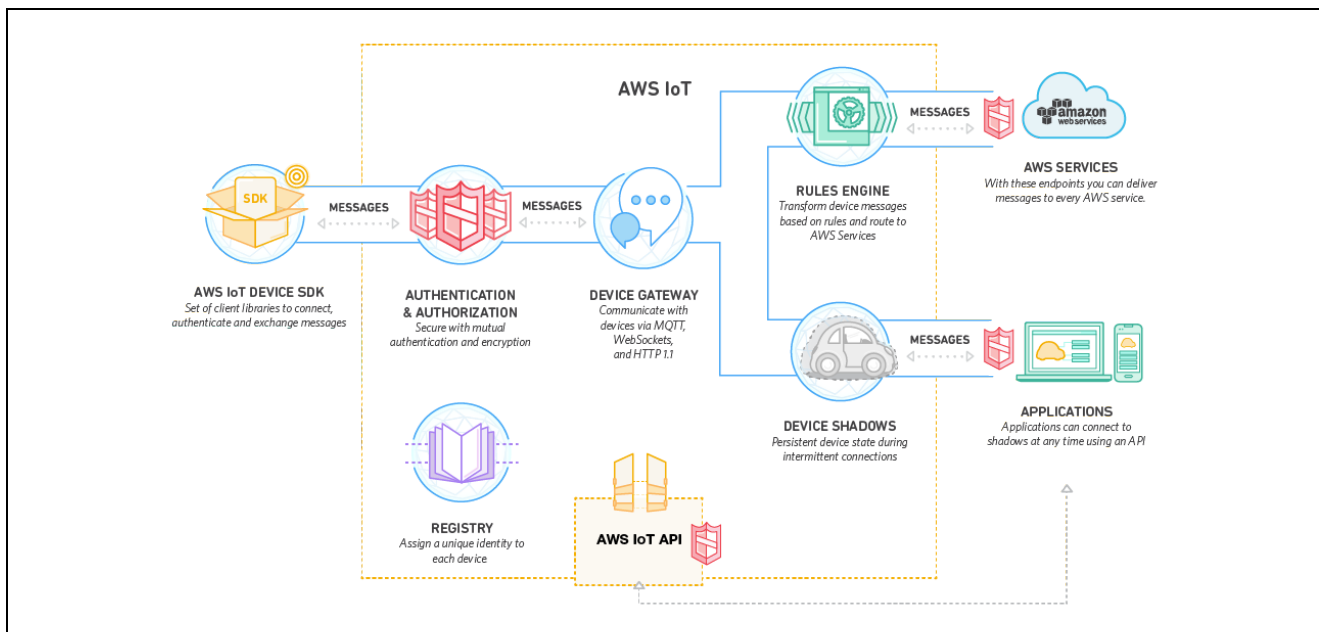 AWS IoT
MESSAGES
amazon
web services
AWS SERVICES
With these endpoints you can deliver
messages to every AWS service.
RULES ENGINE
Transform device messages
based on rules and route to
AWS Services
SDK
MESSAGES
MESSAGES
AWS IoT DEVICE SDK
Set of client libraries to connect,
authenticate and exchange messages
AUTHENTICATION
& AUTHORIZATION
Secure with mutual
authentication and encryption
DEVICE GATEWAY
Communicate with
devices via MQTT,
WebSockets,
and HTTP 1.1
MESSAGES
DEVICE SHADOWS
Persistent device state during
intermittent connections
APPLICATIONS
Applications can connect to
shadows at any time using an API
REGISTRY
Assign a unique identity to
each device
AWS IoT API